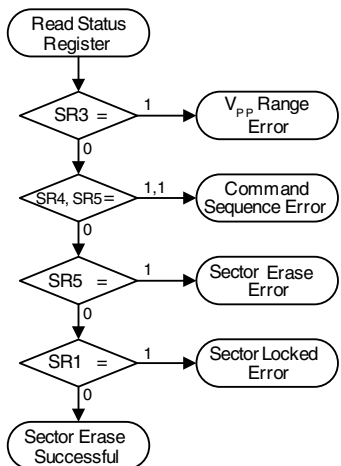 Read Status
Register
SR3 =
1
V_PP Range
Error
0
SR4, SR5=
1,1
Command
Sequence Error
0
SR5 =
1
Sector Erase
Error
0
SR1 =
1
Sector Locked
Error
0
Sector Erase
Successful